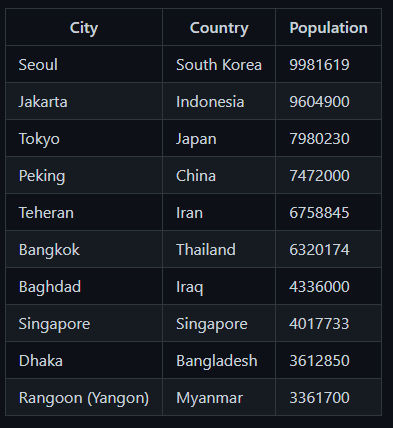 City Country Population
Seoul South Korea 9981619
Jakarta Indonesia 9604900
Tokyo Japan 7980230
Peking China 7472000
Teheran Iran 6758845
Bangkok Thailand 6320174
Baghdad Iraq 4336000
Singapore Singapore 4017733
Dhaka Bangladesh 3612850
Rangoon (Yangon) Myanmar 3361700